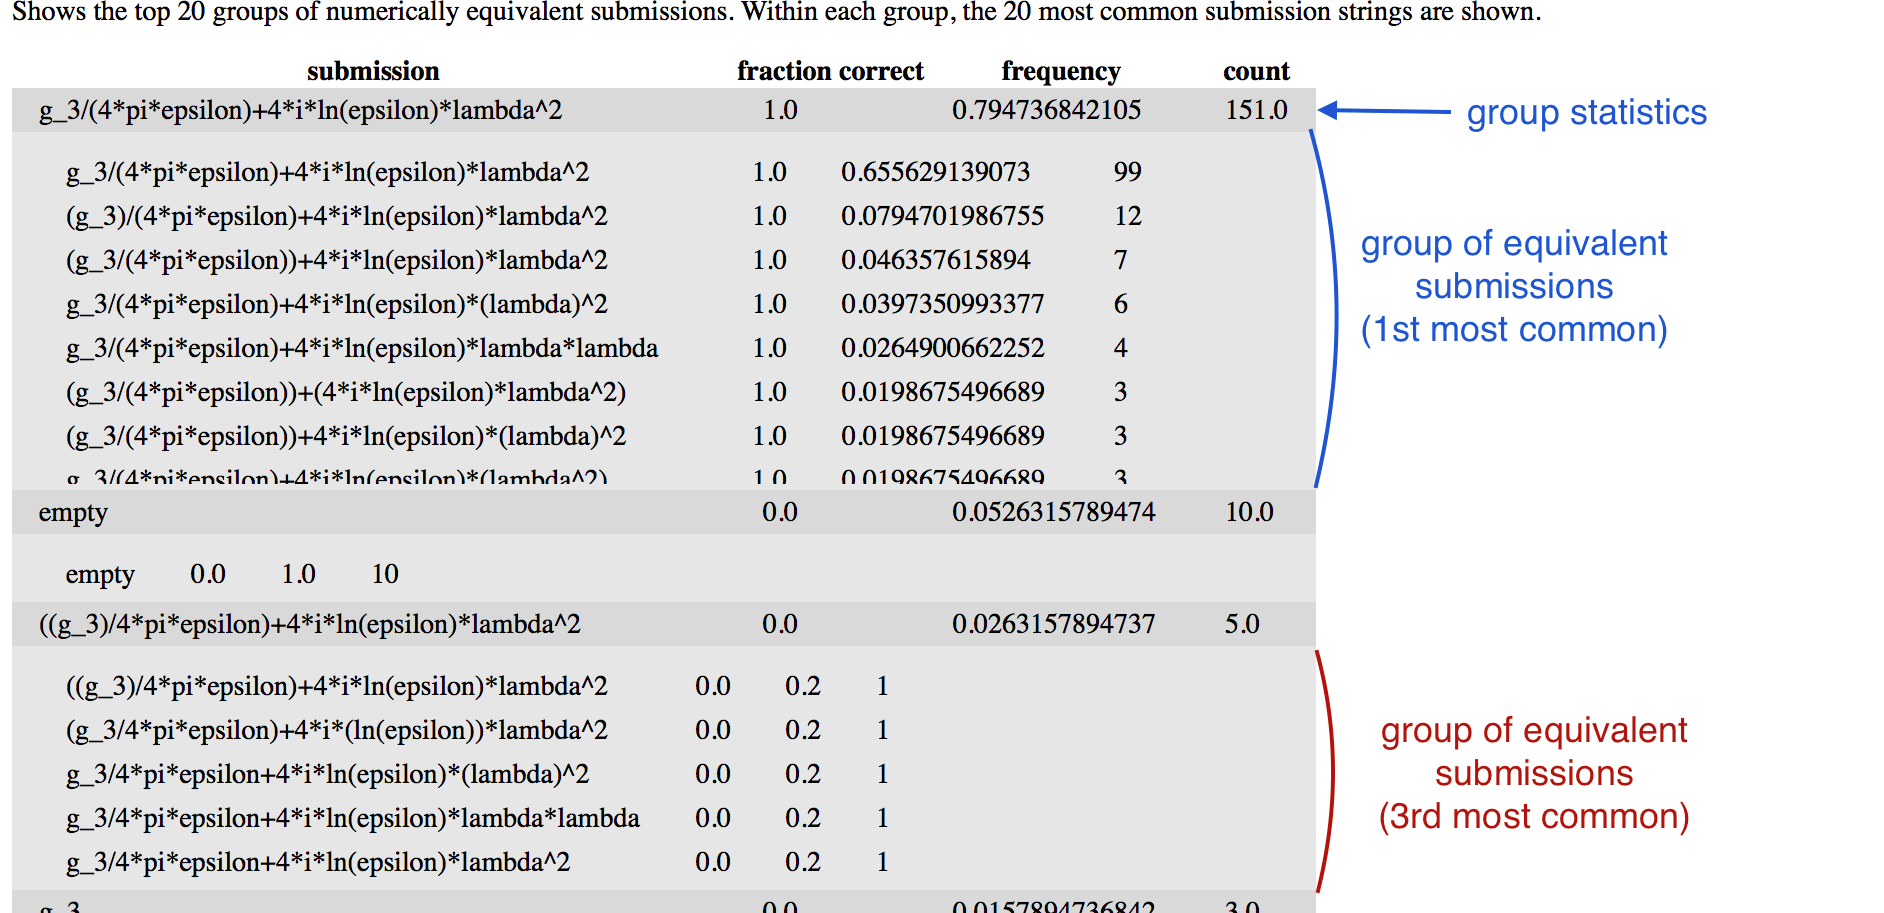 Shows the top 20 groups of numerically equivalent submissions. Within each group, the 20 most common submission strings are shown.
submission fraction correct frequency count
g_3/(4*pi*epsilon)+4*i*ln(epsilon)*lambda^2 1.0 0.794736842105 151.0
group statistics
g_3/(4*pi*epsilon)+4*i*ln(epsilon)*lambda^2 1.0 0.655629139073 99
(g_3)/(4*pi*epsilon)+4*i*ln(epsilon)*lambda^2 1.0 0.0794701986755 12
(g_3/(4*pi*epsilon))+4*i*ln(epsilon)*lambda^2 1.0 0.046357615894 7
g_3/(4*pi*epsilon)+4*i*ln(epsilon)*(lambda)^2 1.0 0.0397350993377 6
g_3/(4*pi*epsilon)+4*i*ln(epsilon)*lambda*lambda 1.0 0.0264900662252 4
(g_3/(4*pi*epsilon))+(4*i*ln(epsilon)*lambda^2) 1.0 0.0198675496689 3
(g_3/(4*pi*epsilon))+4*i*ln(epsilon)*(lambda)^2 1.0 0.0198675496689 3
g_3/(4*pi*epsilon)+4*i*ln(epsilon)*(lambda^2) 1.0 0.0198675496689 3
group of equivalent
submissions
(1st most common)
empty 0.0 0.0526315789474 10.0
empty 0.0 1.0 10
((g_3)/4*pi*epsilon)+4*i*ln(epsilon)*lambda^2 0.0 0.0263157894737 5.0
((g_3)/4*pi*epsilon)+4*i*ln(epsilon)*lambda^2 0.0 0.2 1
(g_3/4*pi*epsilon)+4*i*(ln(epsilon))*lambda^2 0.0 0.2 1
g_3/4*pi*epsilon+4*i*ln(epsilon)*(lambda)^2 0.0 0.2 1
g_3/4*pi*epsilon+4*i*ln(epsilon)*lambda*lambda 0.0 0.2 1
g_3/4*pi*epsilon+4*i*ln(epsilon)*lambda^2 0.0 0.2 1
group of equivalent
submissions
(3rd most common)
g_3 0.0 0.0157894736842 3.0